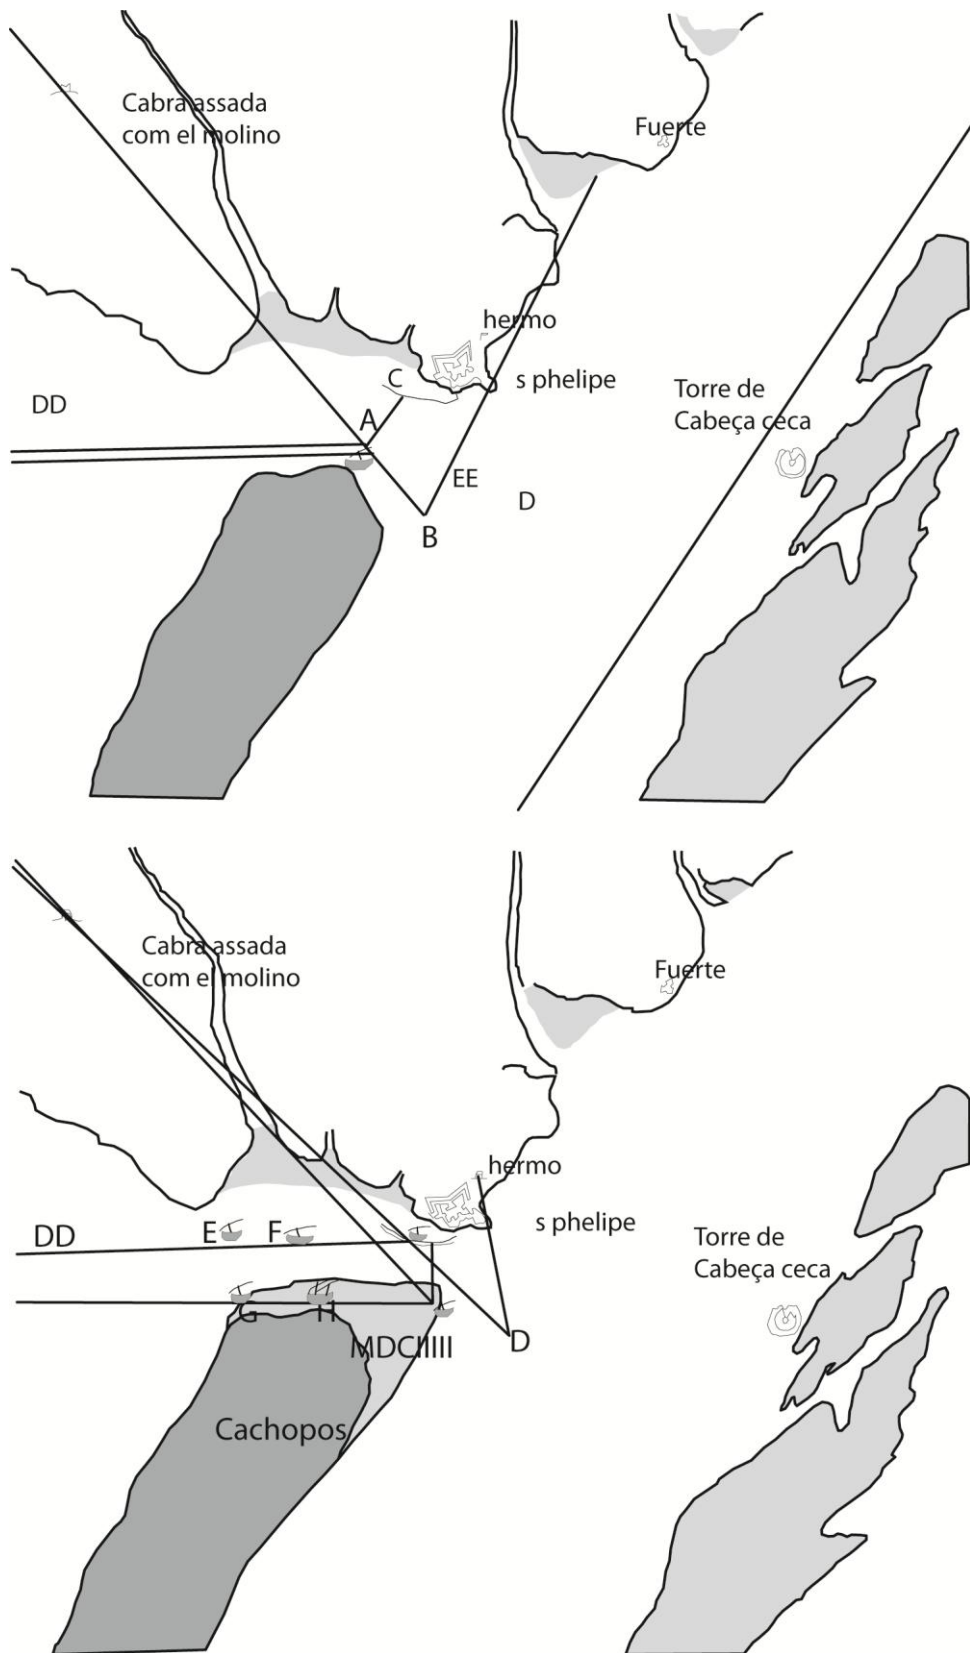 Cabra assada
com el molino
Fuerte
hermo
s phelipe
C
DD
A
Torre de
Cabeça ceca
EE
D
B
Cabra assada
com el molino
Fuerte
hermo
s phelipe
DD
E
F
Torre de
Cabeça ceca
G
H
MDCIIIII
D
Cachopos